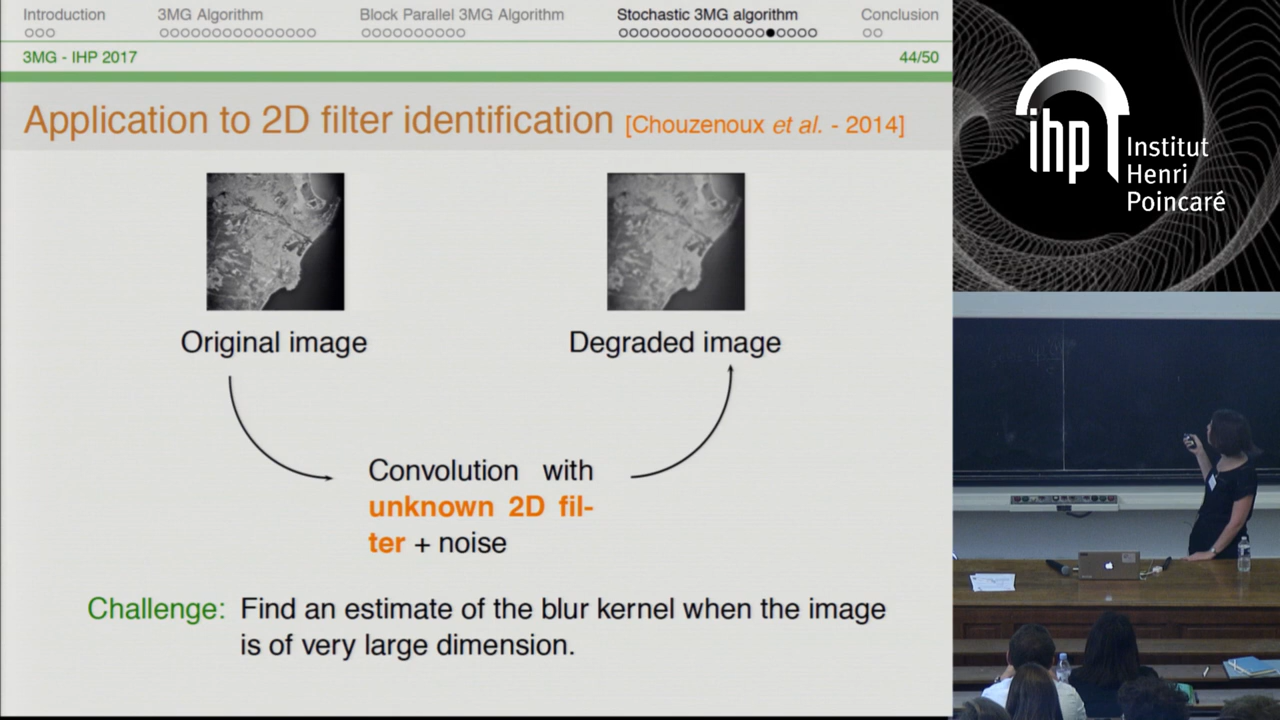 Introduction
3MG Algorithm
Block Parallel 3MG Algorithm
Stochastic 3MG algorithm
Conclusion
3MG - IHP 2017
44/50
Application to 2D filter identification [Chouzenoux et al. - 2014]
Original image
Degraded image
Convolution with
unknown 2D fil-
ter + noise
Challenge: Find an estimate of the blur kernel when the image
is of very large dimension.
ihp
Institut
Henri
Poincaré